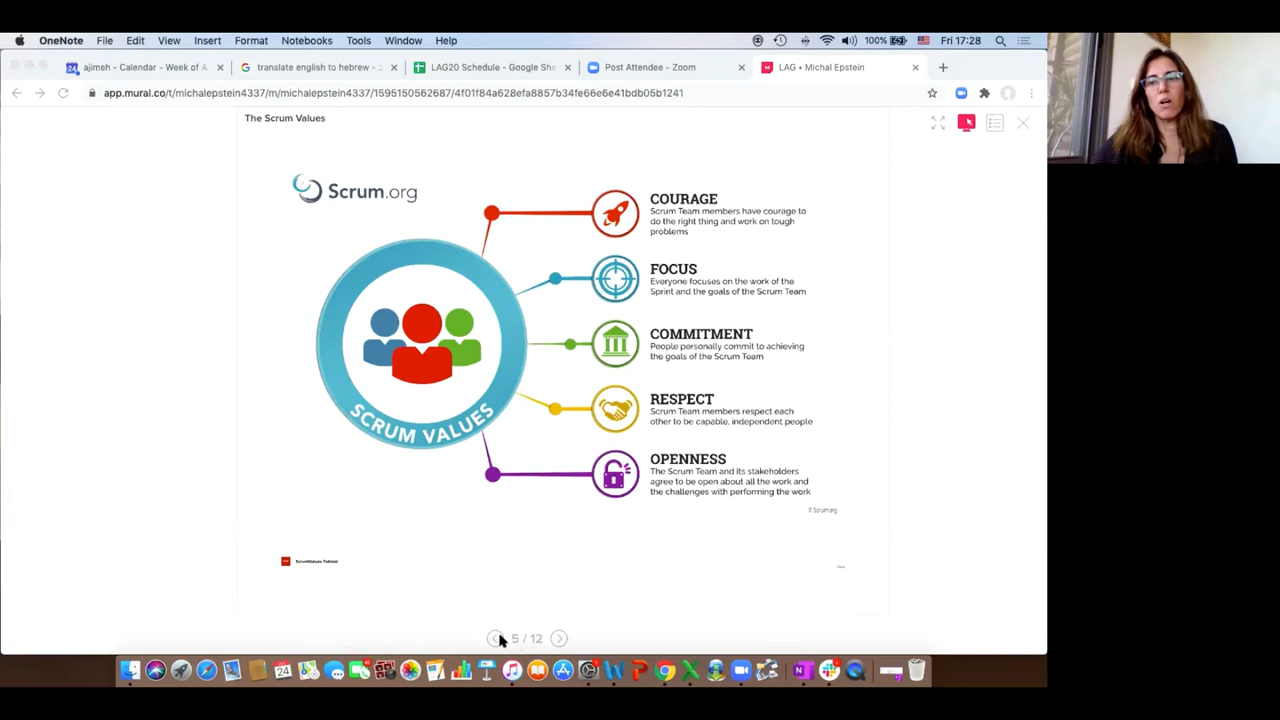 OneNote File Edit View Insert Format Notebooks Tools Window Help 100% Fri 17:28
ajimeh - Calendar - Week of A
translate english to hebrew -
LAG20 Schedule - Google She
Post Attendee - Zoom
LAG • Michal Epstein
app.mural.co/t/michalepstein4337/m/michalepstein4337/1595150562687/4f01f84a628efa8857b34fe66e6e41bdb05b1241
The Scrum Values
Scrum.org
COURAGE
Scrum Team members have courage to
do the right thing and work on tough
problems
FOCUS
Everyone focuses on the work of the
Sprint and the goals of the Scrum Team
COMMITMENT
People personally commit to achieving
the goals of the Scrum Team
RESPECT
Scrum Team members respect each
other to be capable, independent people
OPENNESS
The Scrum Team and its stakeholders
agree to be open about all the work and
the challenges with performing the work
SCRUM VALUES
© Scrum.org
5 / 12